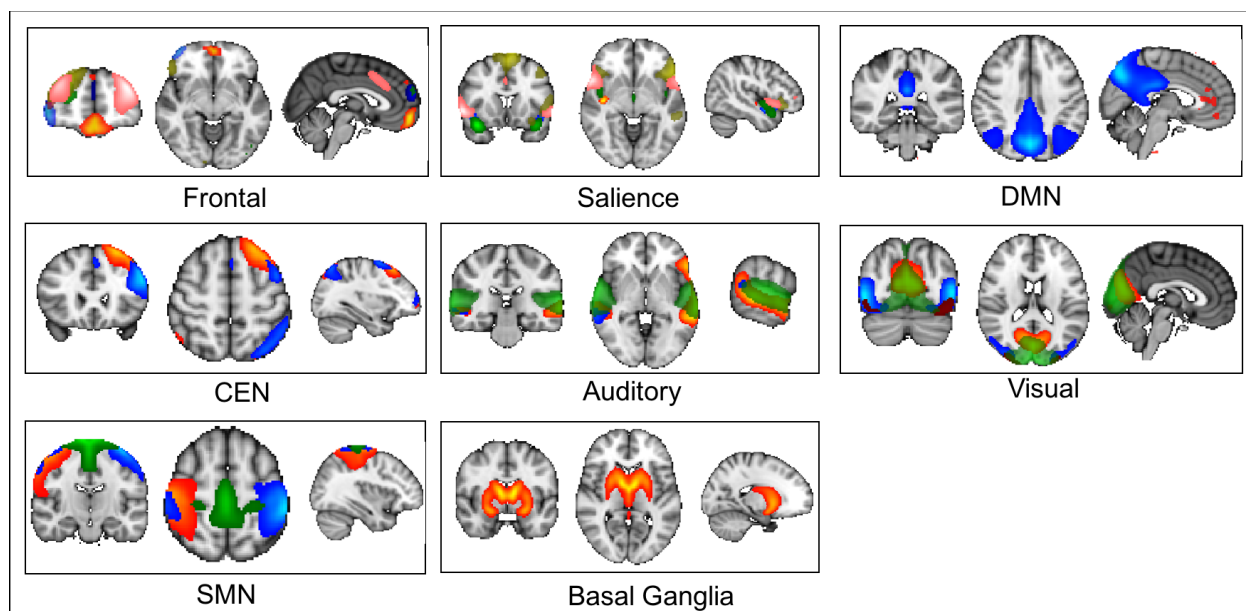 Frontal
Salience
DMN
CEN
Auditory
Visual
SMN
Basal Ganglia